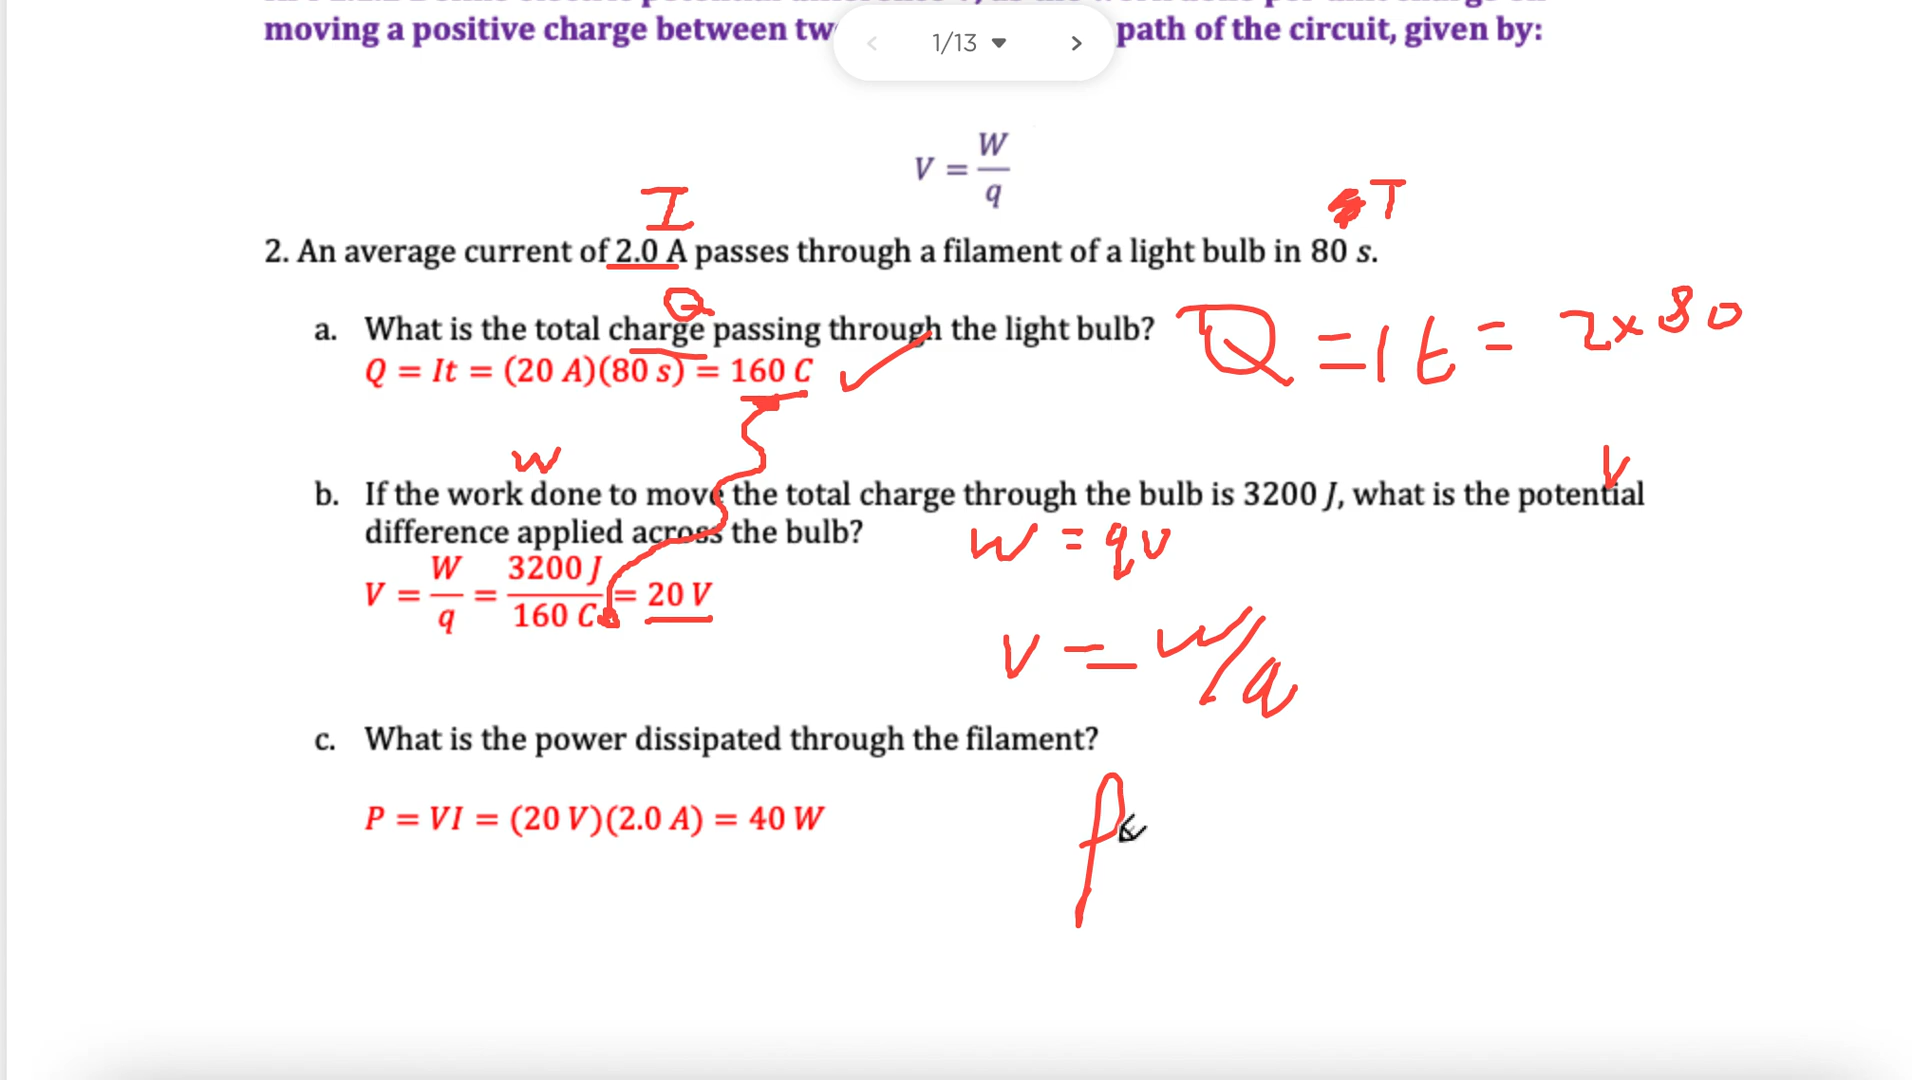 moving a positive charge between tw
1/13
path of the circuit, given by:
V = W/q
I
T
2. An average current of 2.0 A passes through a filament of a light bulb in 80 s.
Q
a. What is the total charge passing through the light bulb?
Q = It = 2 x 80
Q = It = (20 A)(80 s) = 160 C
w
V
b. If the work done to move the total charge through the bulb is 3200 J, what is the potential
difference applied across the bulb?
w = qv
V = W/q = 3200 J/160 C = 20 V
v = w/q
c. What is the power dissipated through the filament?
P = VI = (20 V)(2.0 A) = 40 W
P